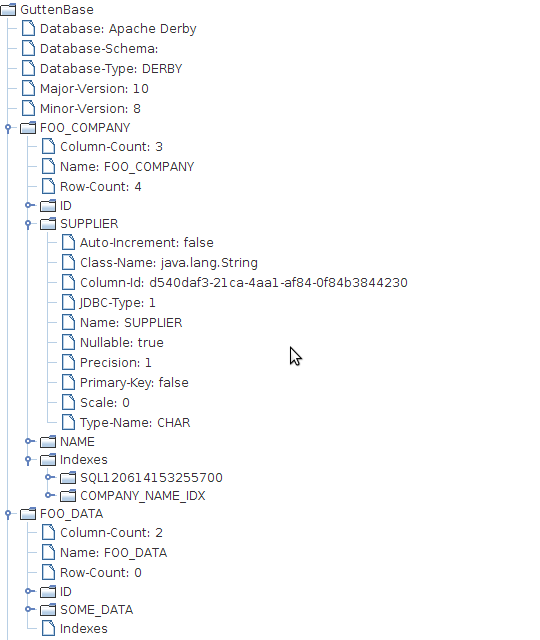 GuttenBase
Database: Apache Derby
Database-Schema:
Database-Type: DERBY
Major-Version: 10
Minor-Version: 8
FOO_COMPANY
Column-Count: 3
Name: FOO_COMPANY
Row-Count: 4
ID
SUPPLIER
Auto-Increment: false
Class-Name: java.lang.String
Column-Id: d540daf3-21ca-4aa1-af84-0f84b3844230
JDBC-Type: 1
Name: SUPPLIER
Nullable: true
Precision: 1
Primary-Key: false
Scale: 0
Type-Name: CHAR
NAME
Indexes
SQL120614153255700
COMPANY_NAME_IDX
FOO_DATA
Column-Count: 2
Name: FOO_DATA
Row-Count: 0
ID
SOME_DATA
Indexes